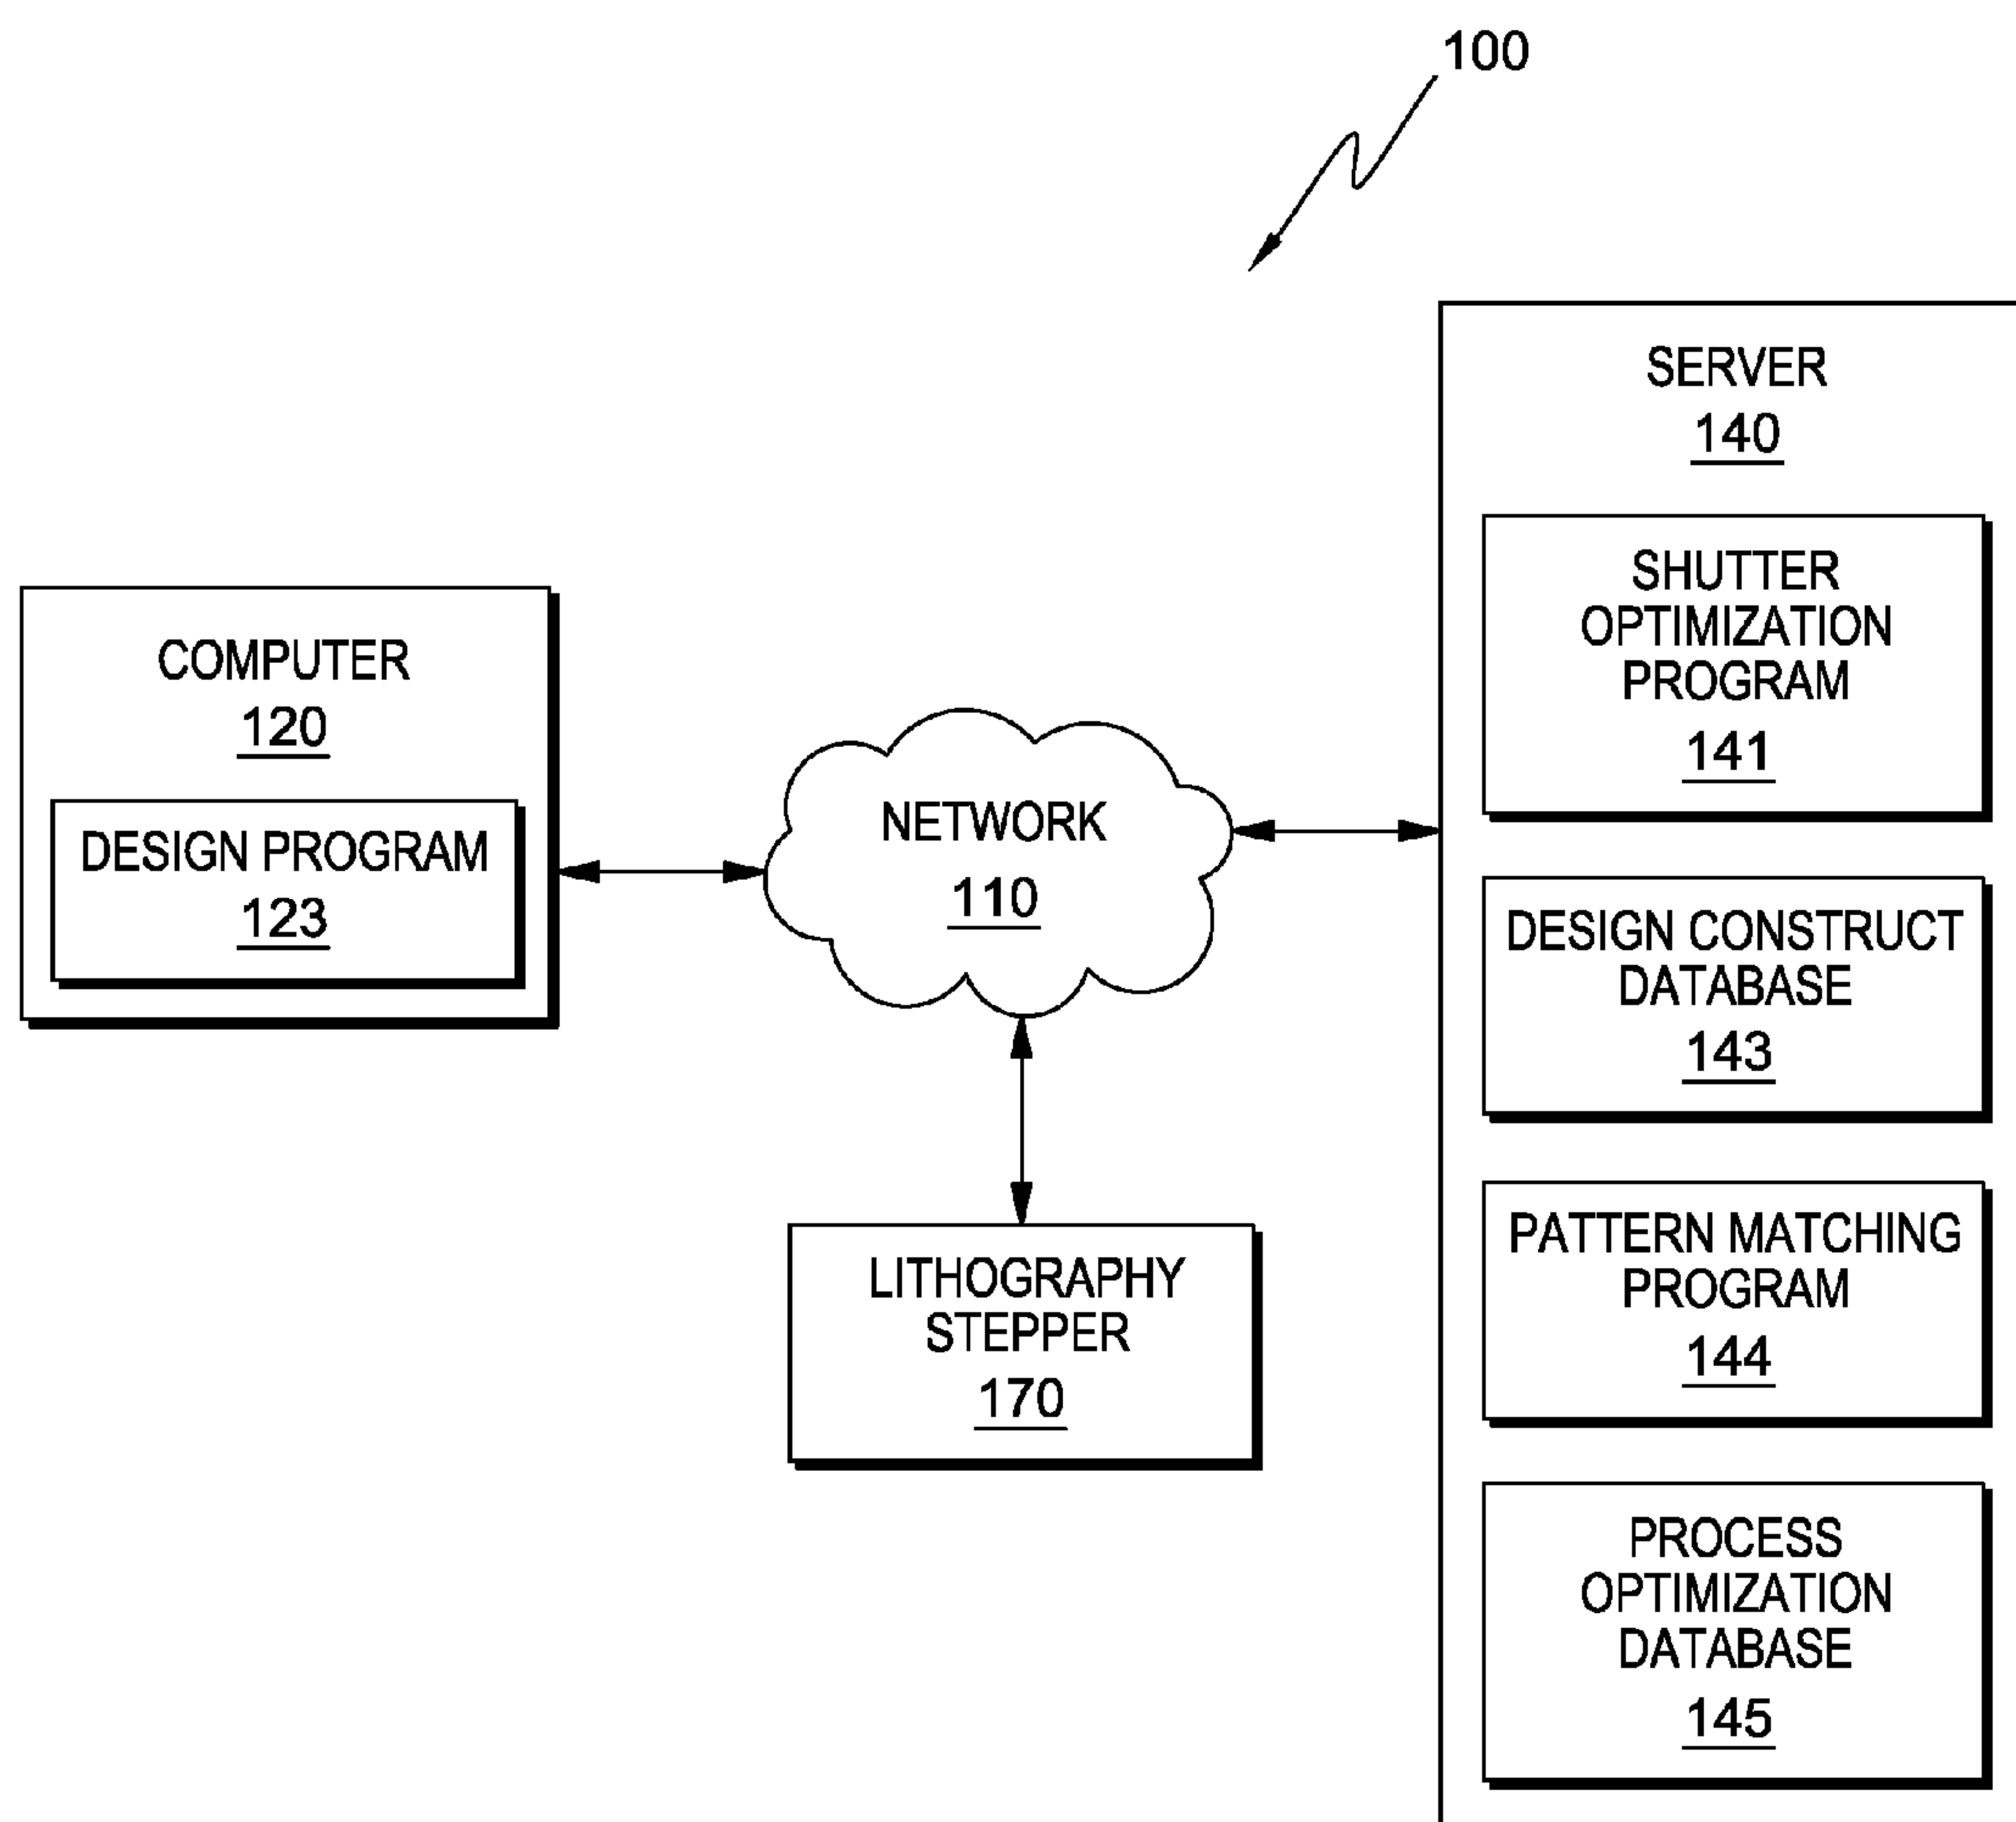 100
COMPUTER
120
DESIGN PROGRAM
123
NETWORK
110
LITHOGRAPHY
STEPPER
170
SERVER
140
SHUTTER
OPTIMIZATION
PROGRAM
141
DESIGN CONSTRUCT
DATABASE
143
PATTERN MATCHING
PROGRAM
144
PROCESS
OPTIMIZATION
DATABASE
145